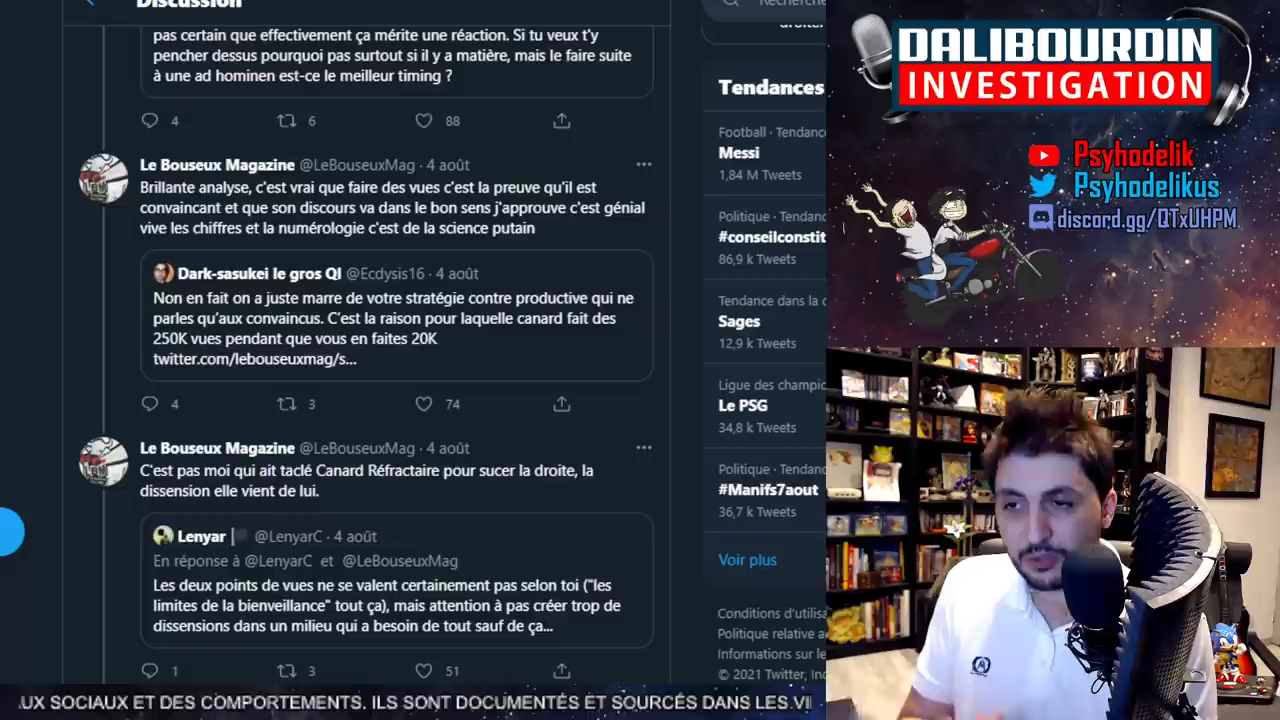 Discussion
pas certain que effectivement ça mérite une réaction. Si tu veux t'y
pencher dessus pourquoi pas surtout si il y a matière, mais le faire suite
à une ad hominen est-ce le meilleur timing ?
4 6 88
Le Bouseux Magazine @LeBouseuxMag · 4 août
Brillante analyse, c'est vrai que faire des vues c'est la preuve qu'il est
convaincant et que son discours va dans le bon sens j'approuve c'est génial
vive les chiffres et la numérologie c'est de la science putain
Dark-sasukei le gros QI @Ecdysis16 · 4 août
Non en fait on a juste marre de votre stratégie contre productive qui ne
parles qu'aux convaincus. C'est la raison pour laquelle canard fait des
250K vues pendant que vous en faites 20K
twitter.com/lebouseuxmag/s...
4 3 74
Le Bouseux Magazine @LeBouseuxMag · 4 août
C'est pas moi qui ait taclé Canard Réfractaire pour sucer la droite, la
dissension elle vient de lui.
Lenyar @LenyarC · 4 août
En réponse à @LenyarC et @LeBouseuxMag
Les deux points de vues ne se valent certainement pas selon toi ("les
limites de la bienveillance" tout ça), mais attention à pas créer trop de
dissensions dans un milieu qui a besoin de tout sauf de ça...
1 3 51
Recherche
droite
Tendances
Football · Tendanc
Messi
1,84 M Tweets
Politique · Tendanc
#conseilconstit
86,9 k Tweets
Tendance dans la c
Sages
12,9 k Tweets
Ligue des champic
Le PSG
34,8 k Tweets
Politique · Tendanc
#Manifs7aout
36,7 k Tweets
Voir plus
Conditions d'utilisa
Politique relative a
Informations sur le
© 2021 Twitter, Inc
DALIBOURDIN
INVESTIGATION
Psyhodelik
Psyhodelikus
discord.gg/QTxUHPM
UX SOCIAUX ET DES COMPORTEMENTS. ILS SONT DOCUMENTÉS ET SOURCÉS DANS LES VI